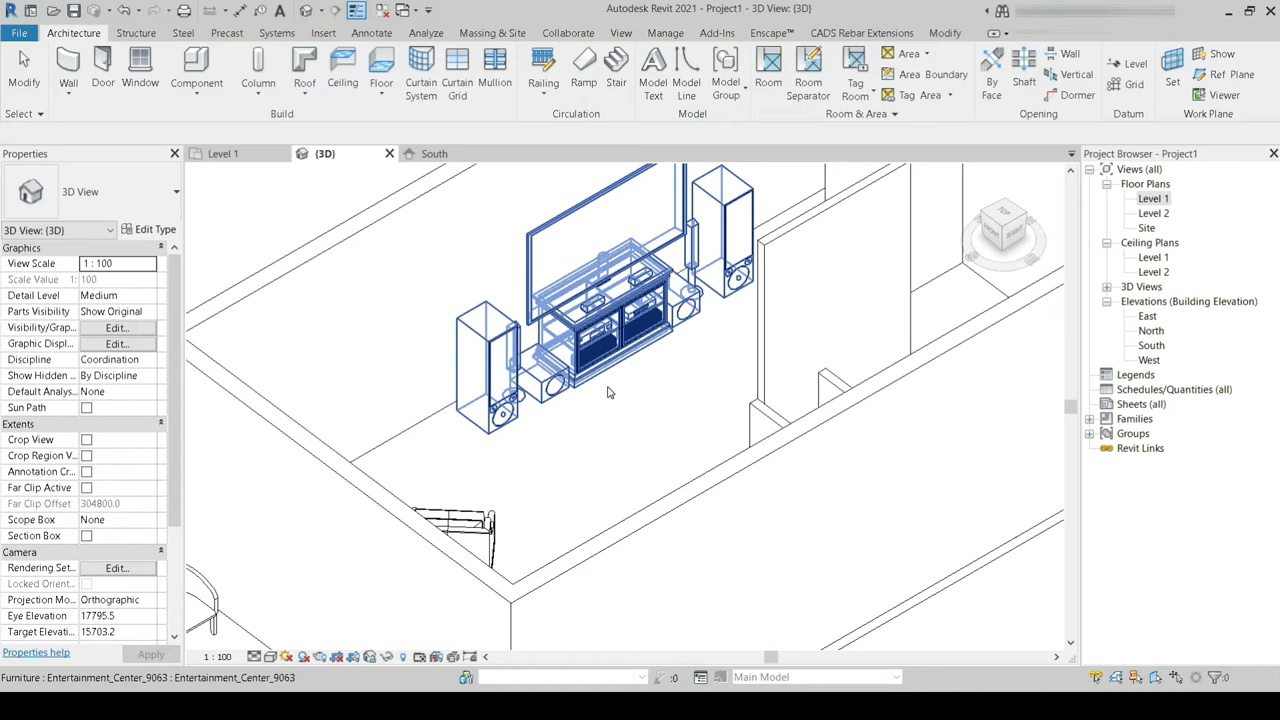 Autodesk Revit 2021 - Project1 - 3D View: {3D}
File Architecture Structure Steel Precast Systems Insert Annotate Analyze Massing & Site Collaborate View Manage Add-Ins Enscape™ CADS Rebar Extensions Modify
Modify Wall Door Window Component Column Roof Ceiling Floor Curtain System Curtain Grid Mullion Railing Ramp Stair Model Text Model Line Model Group Room Room Separator Tag Room Area Area Boundary Tag Area By Face Shaft Wall Vertical Dormer Level Grid Set Show Ref Plane Viewer
Select Build Circulation Model Room & Area Opening Datum Work Plane
Properties
Level 1 {3D} South
Project Browser - Project1
3D View
3D View: {3D} Edit Type
Graphics
View Scale 1 : 100
Scale Value 1: 100
Detail Level Medium
Parts Visibility Show Original
Visibility/Grap... Edit...
Graphic Displ... Edit...
Discipline Coordination
Show Hidden ... By Discipline
Default Analys... None
Sun Path
Extents
Crop View
Crop Region V...
Annotation Cr...
Far Clip Active
Far Clip Offset 304800.0
Scope Box None
Section Box
Camera
Rendering Set... Edit...
Locked Orient...
Projection Mo... Orthographic
Eye Elevation 17795.5
Target Elevati... 15703.2
Properties help Apply
TOP
FRONT RIGHT
Views (all)
Floor Plans
Level 1
Level 2
Site
Ceiling Plans
Level 1
Level 2
3D Views
Elevations (Building Elevation)
East
North
South
West
Legends
Schedules/Quantities (all)
Sheets (all)
Families
Groups
Revit Links
1 : 100
Furniture : Entertainment_Center_9063 : Entertainment_Center_9063
:0 Main Model :0